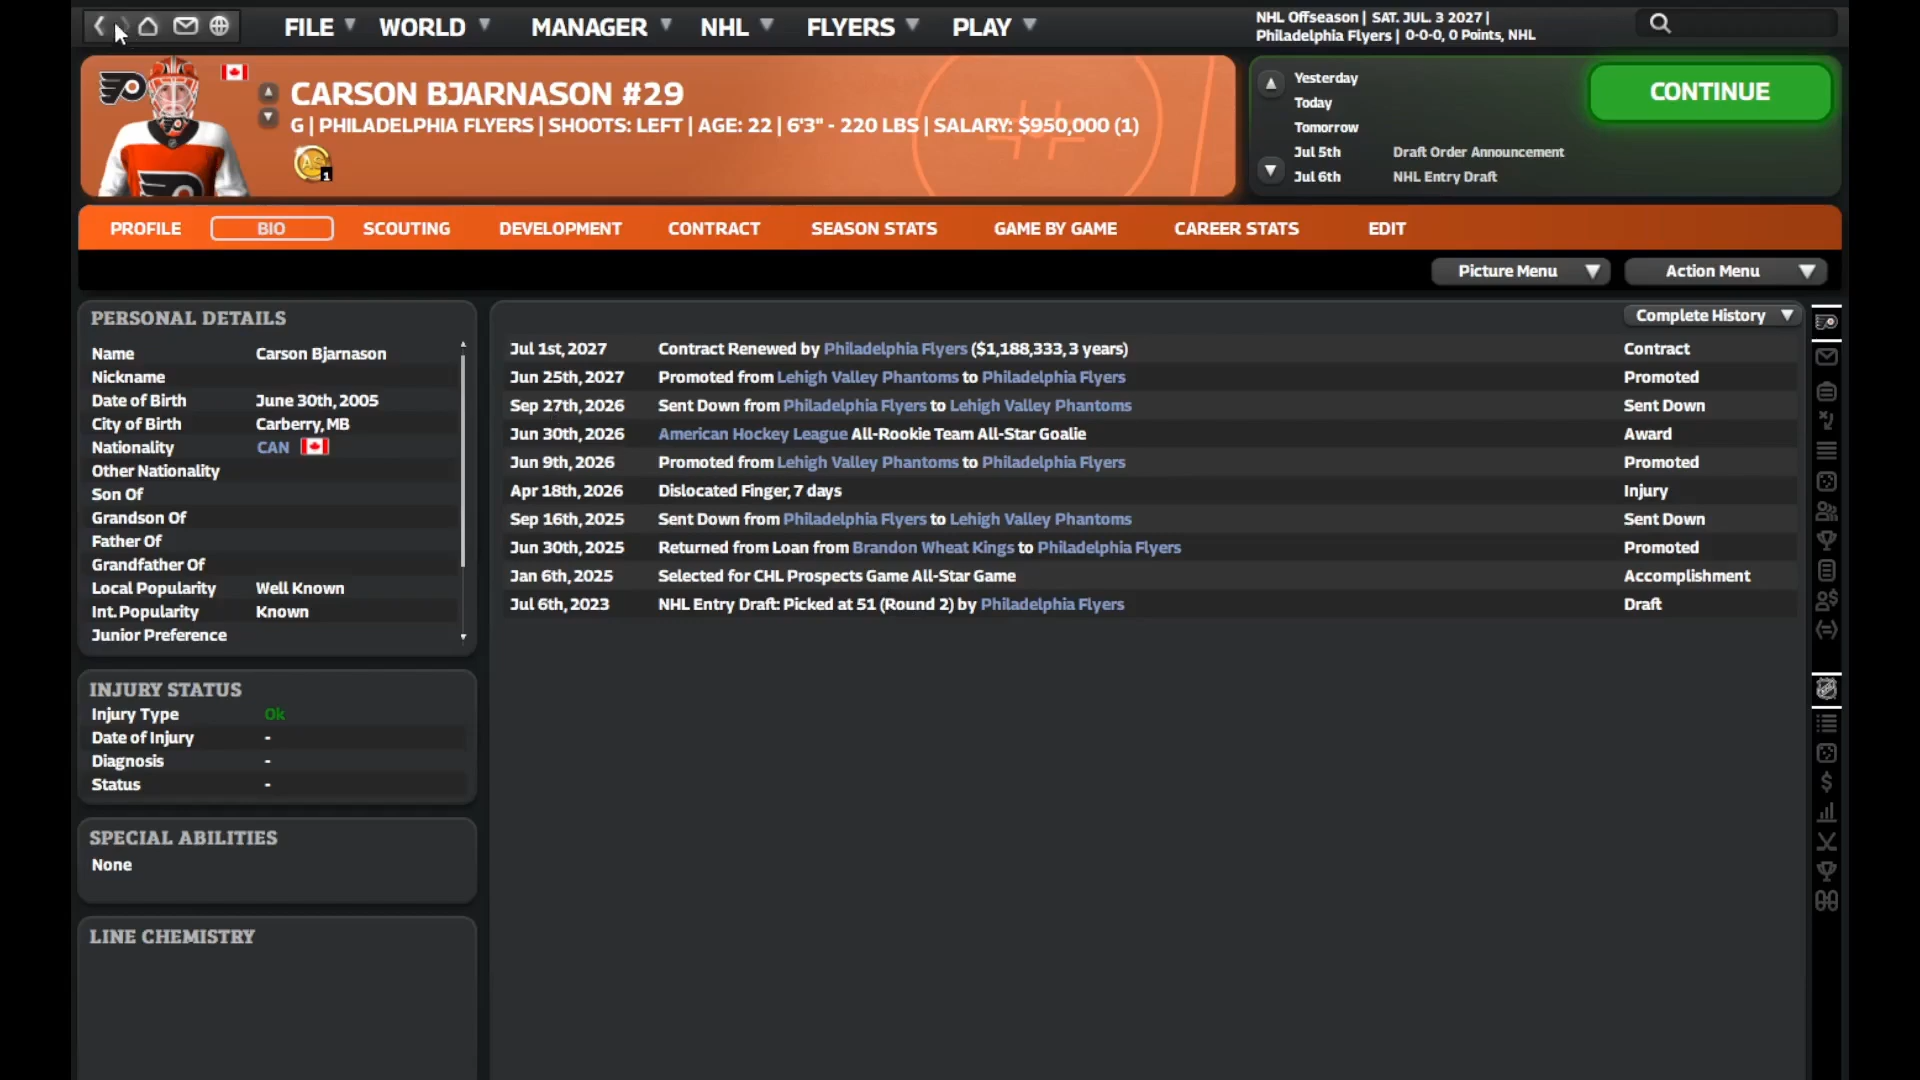 FILE WORLD MANAGER NHL FLYERS PLAY
NHL Offseason | SAT. JUL. 3 2027 |
Philadelphia Flyers | 0-0-0, 0 Points, NHL
CARSON BJARNASON #29
G | PHILADELPHIA FLYERS | SHOOTS: LEFT | AGE: 22 | 6'3" - 220 LBS | SALARY: $950,000 (1)
AS 1
Yesterday
Today
Tomorrow
Jul 5th Draft Order Announcement
Jul 6th NHL Entry Draft
CONTINUE
PROFILE BIO SCOUTING DEVELOPMENT CONTRACT SEASON STATS GAME BY GAME CAREER STATS EDIT
Picture Menu Action Menu
PERSONAL DETAILS
Name Carson Bjarnason
Nickname
Date of Birth June 30th, 2005
City of Birth Carberry, MB
Nationality CAN
Other Nationality
Son Of
Grandson Of
Father Of
Grandfather Of
Local Popularity Well Known
Int. Popularity Known
Junior Preference
INJURY STATUS
Injury Type Ok
Date of Injury -
Diagnosis -
Status -
SPECIAL ABILITIES
None
LINE CHEMISTRY
Complete History
Jul 1st, 2027 Contract Renewed by Philadelphia Flyers ($1,188,333, 3 years) Contract
Jun 25th, 2027 Promoted from Lehigh Valley Phantoms to Philadelphia Flyers Promoted
Sep 27th, 2026 Sent Down from Philadelphia Flyers to Lehigh Valley Phantoms Sent Down
Jun 30th, 2026 American Hockey League All-Rookie Team All-Star Goalie Award
Jun 9th, 2026 Promoted from Lehigh Valley Phantoms to Philadelphia Flyers Promoted
Apr 18th, 2026 Dislocated Finger, 7 days Injury
Sep 16th, 2025 Sent Down from Philadelphia Flyers to Lehigh Valley Phantoms Sent Down
Jun 30th, 2025 Returned from Loan from Brandon Wheat Kings to Philadelphia Flyers Promoted
Jan 6th, 2025 Selected for CHL Prospects Game All-Star Game Accomplishment
Jul 6th, 2023 NHL Entry Draft: Picked at 51 (Round 2) by Philadelphia Flyers Draft